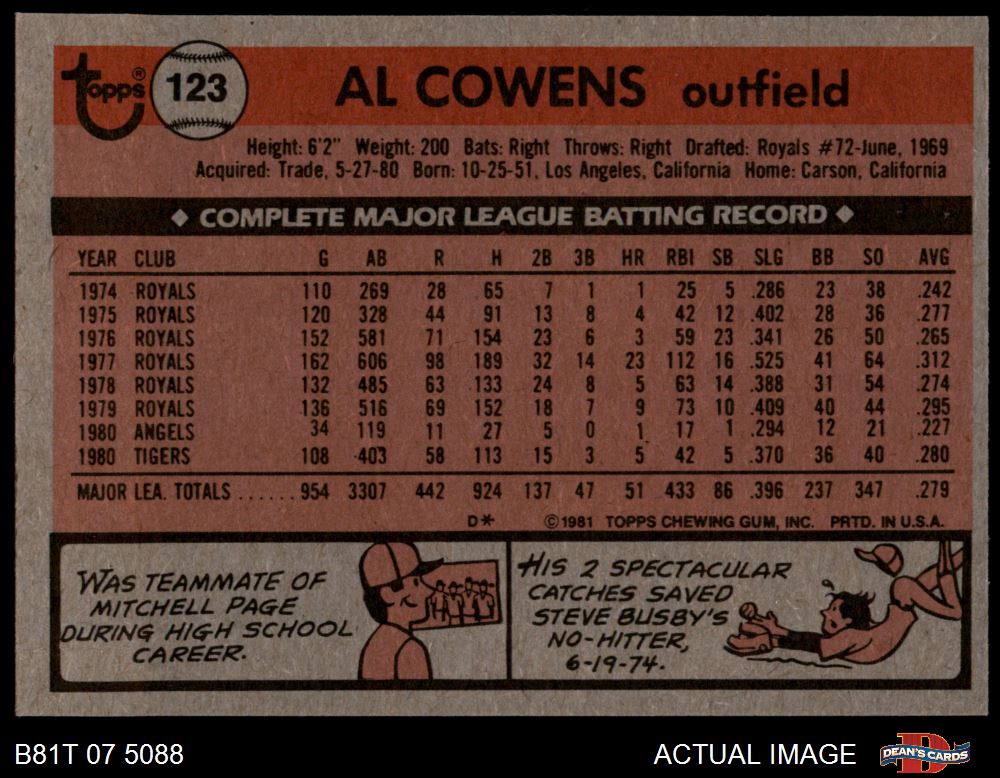 topps® 123 AL COWENS outfield
Height: 6'2" Weight: 200 Bats: Right Throws: Right Drafted: Royals #72-June, 1969
Acquired: Trade, 5-27-80 Born: 10-25-51, Los Angeles, California Home: Carson, California
◆ COMPLETE MAJOR LEAGUE BATTING RECORD ◆
YEAR CLUB G AB R H 2B 3B HR RBI SB SLG BB SO AVG
1974 ROYALS 110 269 28 65 7 1 1 25 5 .286 23 38 .242
1975 ROYALS 120 328 44 91 13 8 4 42 12 .402 28 36 .277
1976 ROYALS 152 581 71 154 23 6 3 59 23 .341 26 50 .265
1977 ROYALS 162 606 98 189 32 14 23 112 16 .525 41 64 .312
1978 ROYALS 132 485 63 133 24 8 5 63 14 .388 31 54 .274
1979 ROYALS 136 516 69 152 18 7 9 73 10 .409 40 44 .295
1980 ANGELS 34 119 11 27 5 0 1 17 1 .294 12 21 .227
1980 TIGERS 108 403 58 113 15 3 5 42 5 .370 36 40 .280
MAJOR LEA. TOTALS ...... 954 3307 442 924 137 47 51 433 86 .396 237 347 .279
D* ©1981 TOPPS CHEWING GUM, INC. PRTD. IN U.S.A.
WAS TEAMMATE OF
MITCHELL PAGE
DURING HIGH SCHOOL
CAREER.
HIS 2 SPECTACULAR
CATCHES SAVED
STEVE BUSBY'S
NO-HITTER,
6-19-74.
B81T 07 5088 ACTUAL IMAGE DEAN'S CARDS